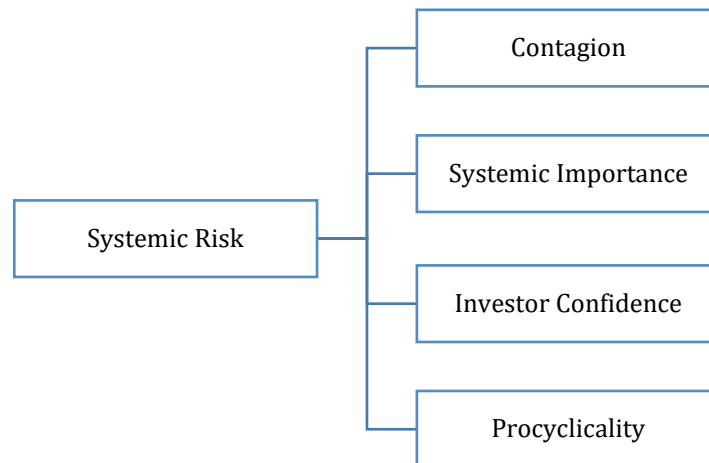 Contagion
Systemic Importance
Systemic Risk
Investor Confidence
Procyclicality